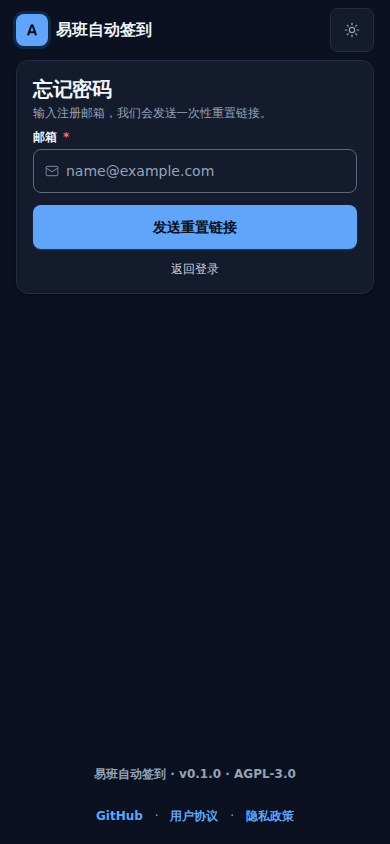 A 易班自动签到
忘记密码
输入注册邮箱，我们会发送一次性重置链接。
邮箱 *
name@example.com
发送重置链接
返回登录
易班自动签到 · v0.1.0 · AGPL-3.0
GitHub · 用户协议 · 隐私政策